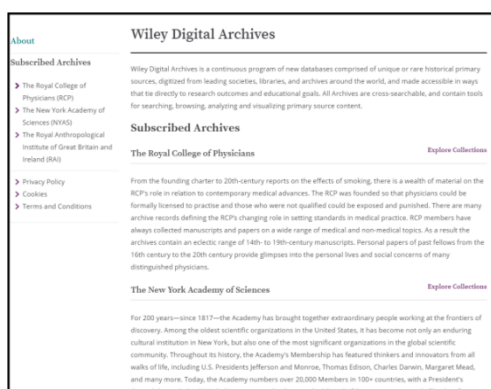 About
Subscribed Archives
The Royal College of
Physicians (RCP)
The New York Academy of
Sciences (NYAS)
The Royal Anthropological
Institute of Great Britain and
Ireland (RAI)
Privacy Policy
Cookies
Terms and Conditions
Wiley Digital Archives
Wiley Digital Archives is a continuous program of new databases comprised of unique or rare historical primary
sources, digitized from leading societies, libraries, and archives around the world, and made accessible in ways
that tie directly to research outcomes and educational goals. All Archives are cross-searchable, and contain tools
for searching, browsing, analyzing and visualizing primary source content.
Subscribed Archives
The Royal College of Physicians
Explore Collections
From the founding charter to 20th-century reports on the effects of smoking, there is a wealth of material on the
RCP's role in relation to contemporary medical advances. The RCP was founded so that physicians could be
formally licensed to practise and those who were not qualified could be exposed and punished. There are many
archive records defining the RCP's changing role in setting standards in medical practice. RCP members have
always collected manuscripts and papers on a wide range of medical and non-medical topics. As a result the
archives contain an eclectic range of 14th- to 19th-century manuscripts. Personal papers of past fellows from the
16th century to the 20th century provide glimpses into the personal lives and social concerns of many
distinguished physicians.
The New York Academy of Sciences
Explore Collections
For 200 years—since 1817—the Academy has brought together extraordinary people working at the frontiers of
discovery. Among the oldest scientific organizations in the United States, it has become not only an enduring
cultural institution in New York, but also one of the most significant organizations in the global scientific
community. Throughout its history, the Academy's Membership has featured thinkers and innovators from all
walks of life, including U.S. Presidents Jefferson and Monroe, Thomas Edison, Charles Darwin, Margaret Mead,
and many more. Today, the Academy numbers over 20,000 Members in 100+ countries, with a President's